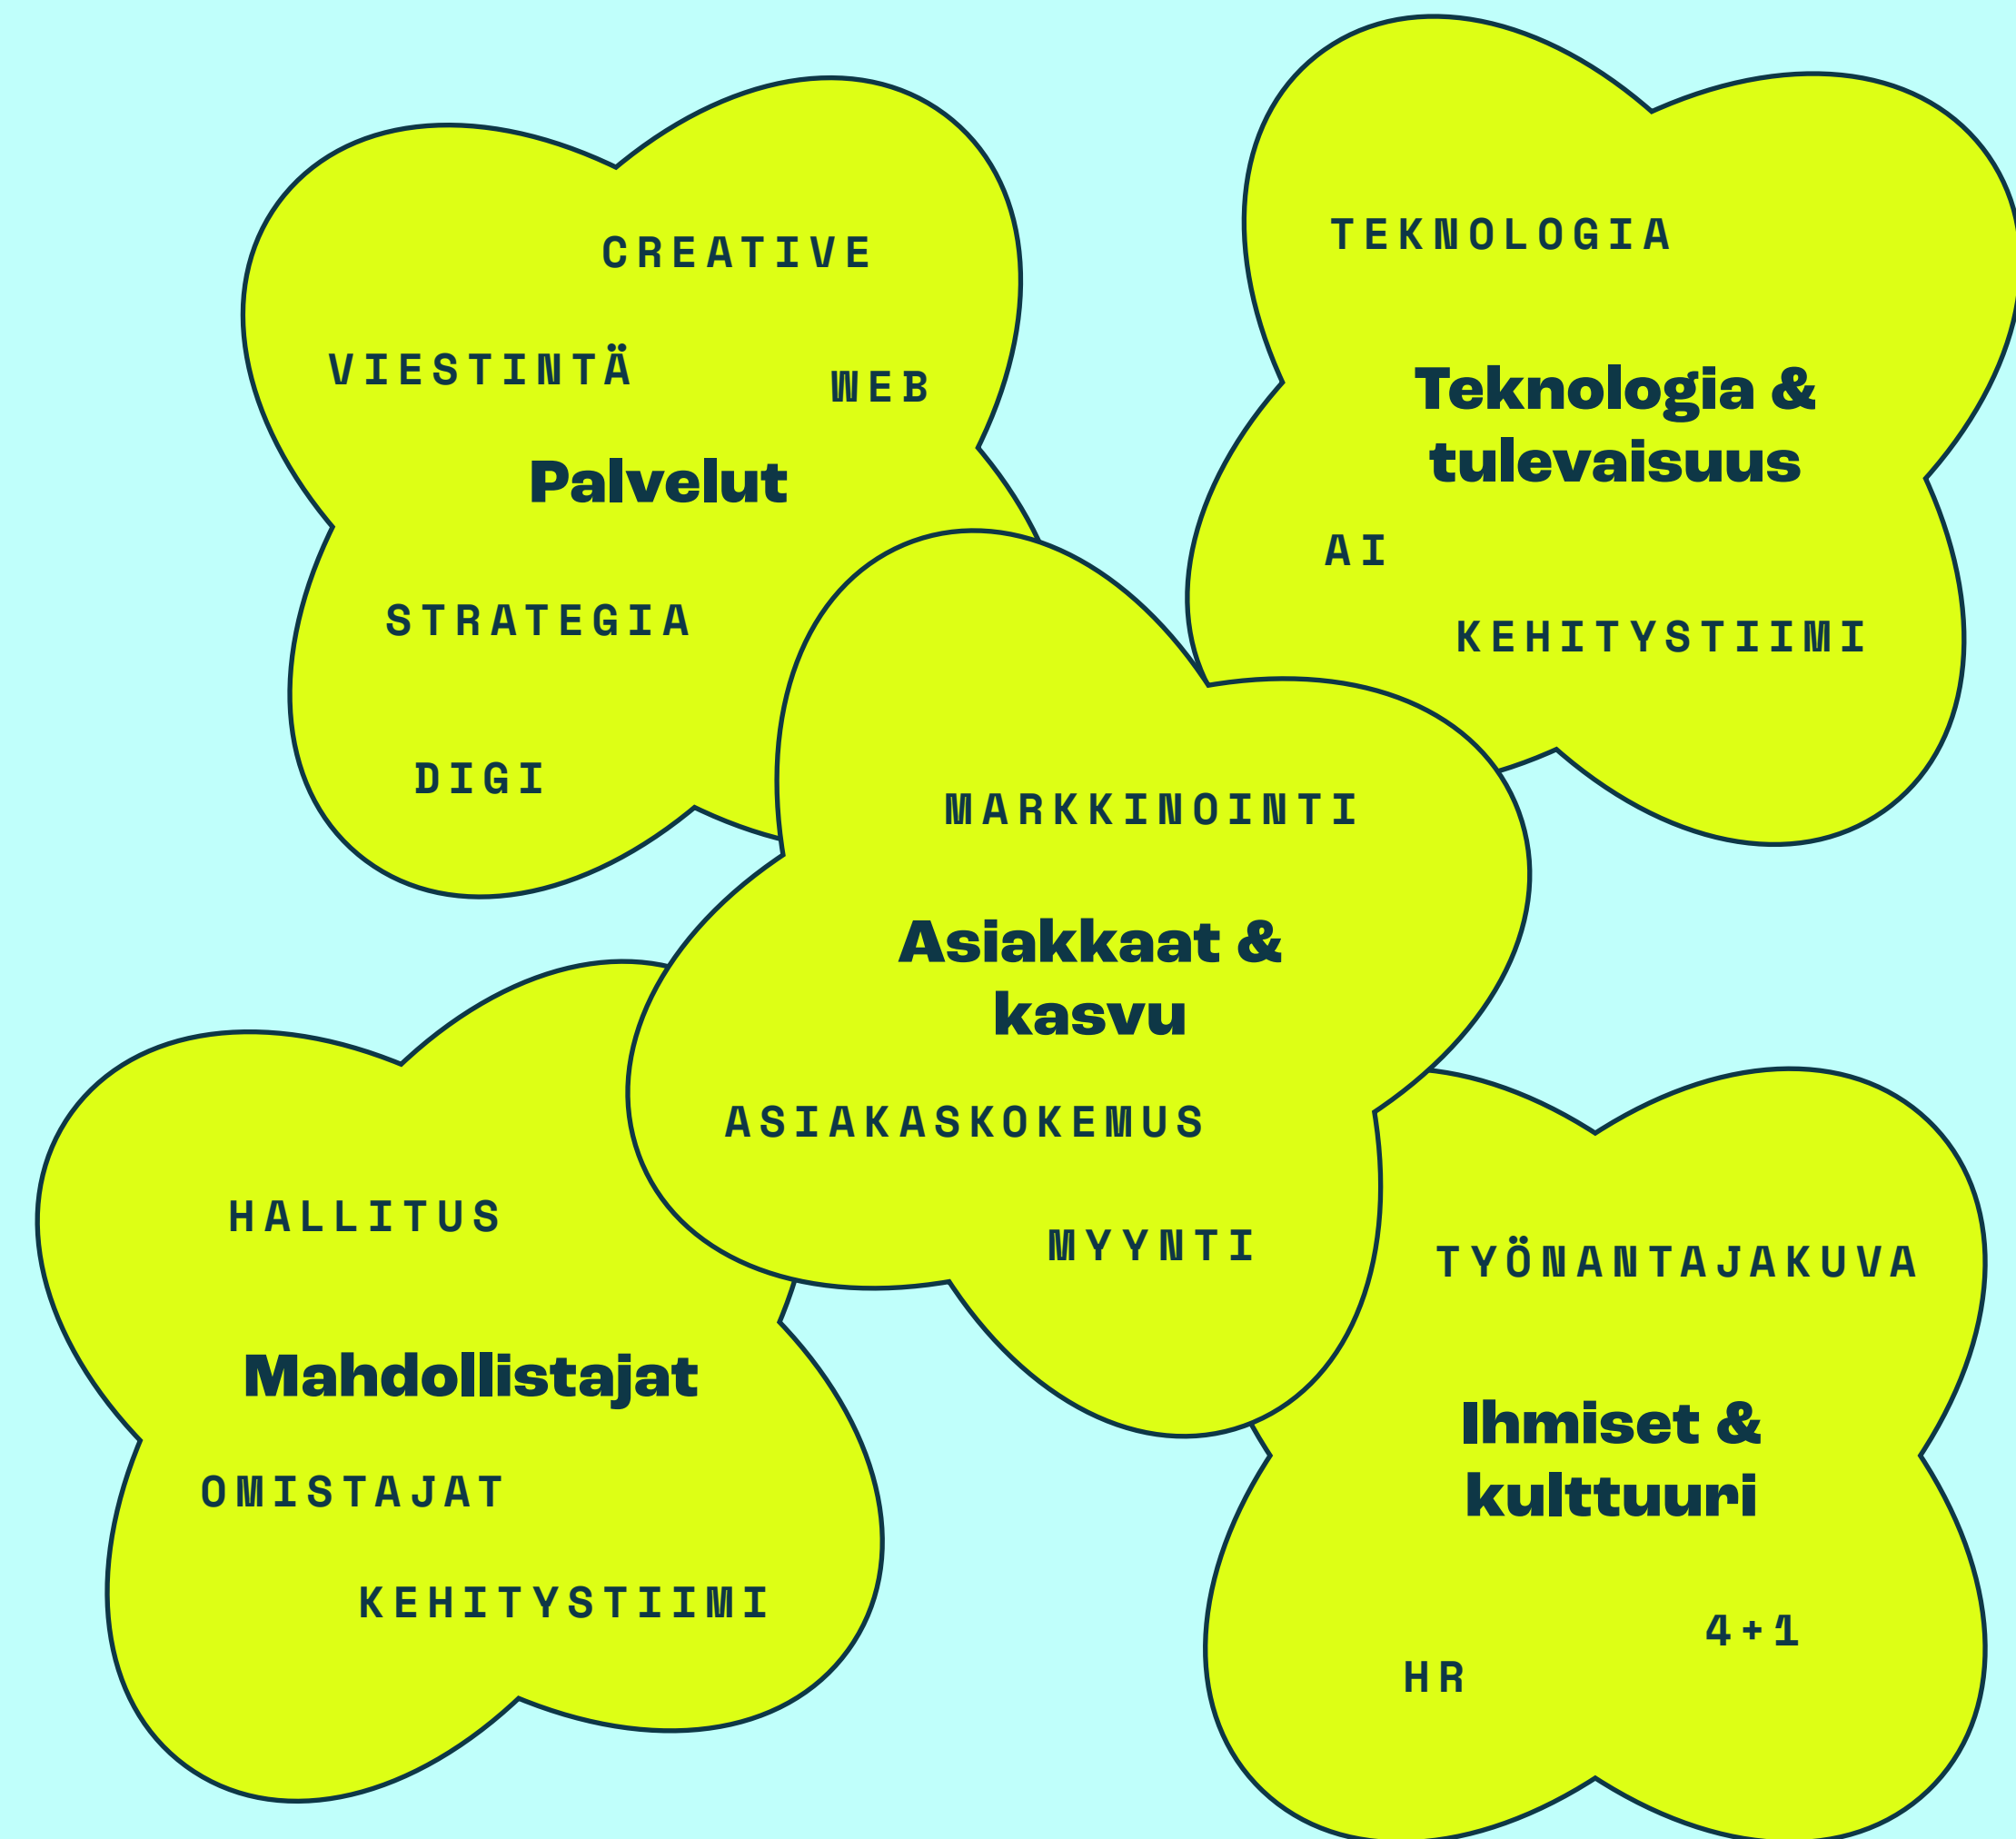 CREATIVE
VIESTINTÄ
WEB
Palvelut
STRATEGIA
DIGI
TEKNOLOGIA
Teknologia &
tulevaisuus
AI
KEHITYSTIIMI
MARKKINOINTI
Asiakkaat &
kasvu
ASIAKASKOKEMUS
MYYNTI
HALLITUS
Mahdollistajat
OMISTAJAT
KEHITYSTIIMI
TYÖNANTAJAKUVA
Ihmiset &
kulttuuri
4+1
HR